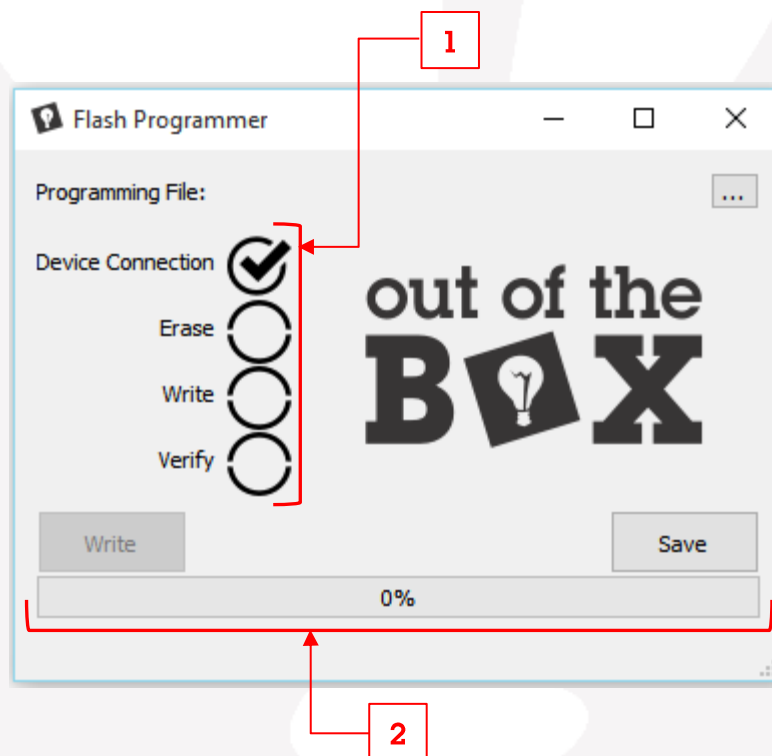 1
Flash Programmer
Programming File:
...
Device Connection
Erase
Write
Verify
out of the
BOX
Write
Save
0%
2